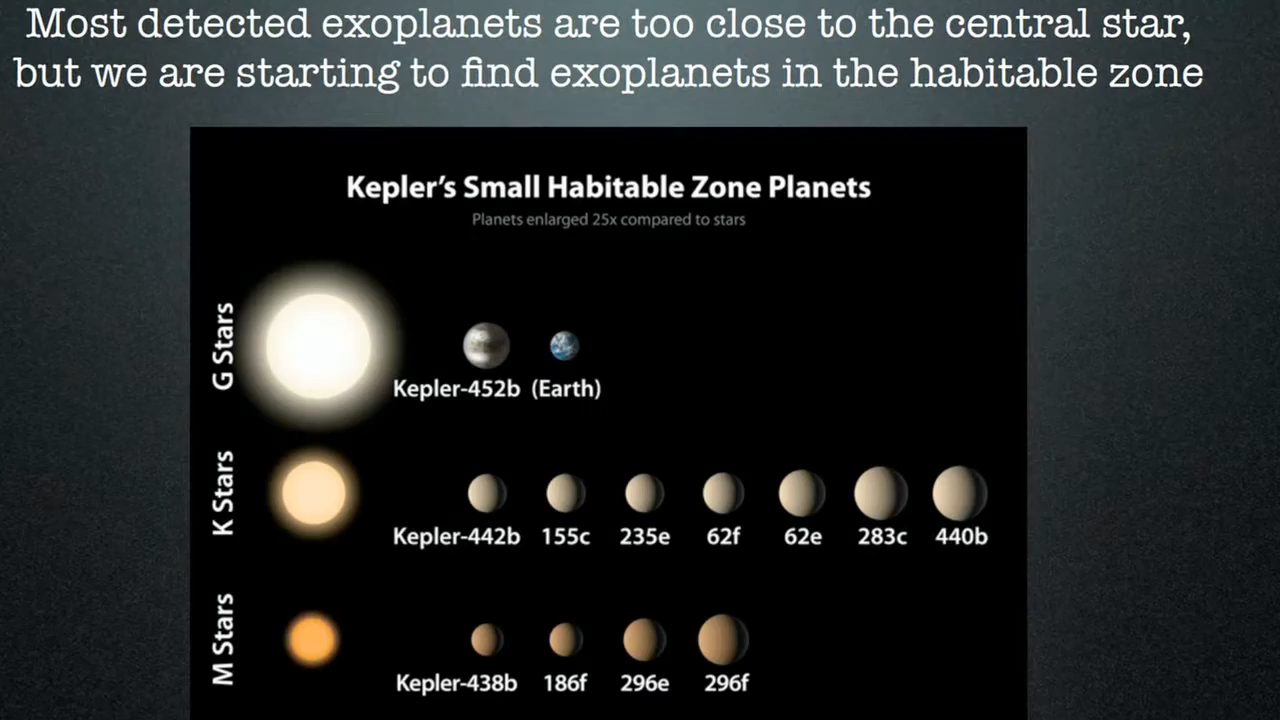 Most detected exoplanets are too close to the central star,
but we are starting to find exoplanets in the habitable zone
Kepler's Small Habitable Zone Planets
Planets enlarged 25x compared to stars
G Stars
Kepler-452b (Earth)
K Stars
Kepler-442b 155c 235e 62f 62e 283c 440b
M Stars
Kepler-438b 186f 296e 296f